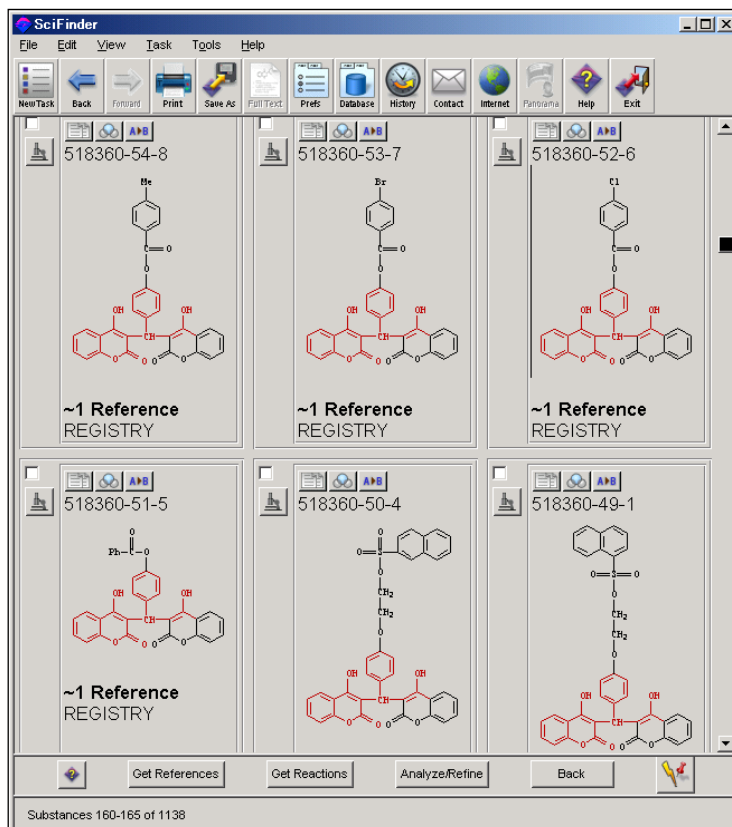 SciFinder
File Edit View Task Tools Help
New Task Back Forward Print Save As Full Text Prefs Database History Contact Internet Panorama Help Exit
A▸B A▸B A▸B
518360-54-8 518360-53-7 518360-52-6
Me Br Cl
C O C O C O
O O O
OH OH OH OH OH OH
CH CH CH
O O O O O O O O O O O O
~1 Reference ~1 Reference ~1 Reference
REGISTRY REGISTRY REGISTRY
A▸B A▸B A▸B
518360-51-5 518360-50-4 518360-49-1
O O
Ph C O O S O S O
O O
CH2 CH2
CH2 CH2
O O
OH OH OH OH OH OH
CH CH CH
O O O O O O O O O O O O
~1 Reference
REGISTRY
Get References Get Reactions Analyze/Refine Back
Substances 160-165 of 1138